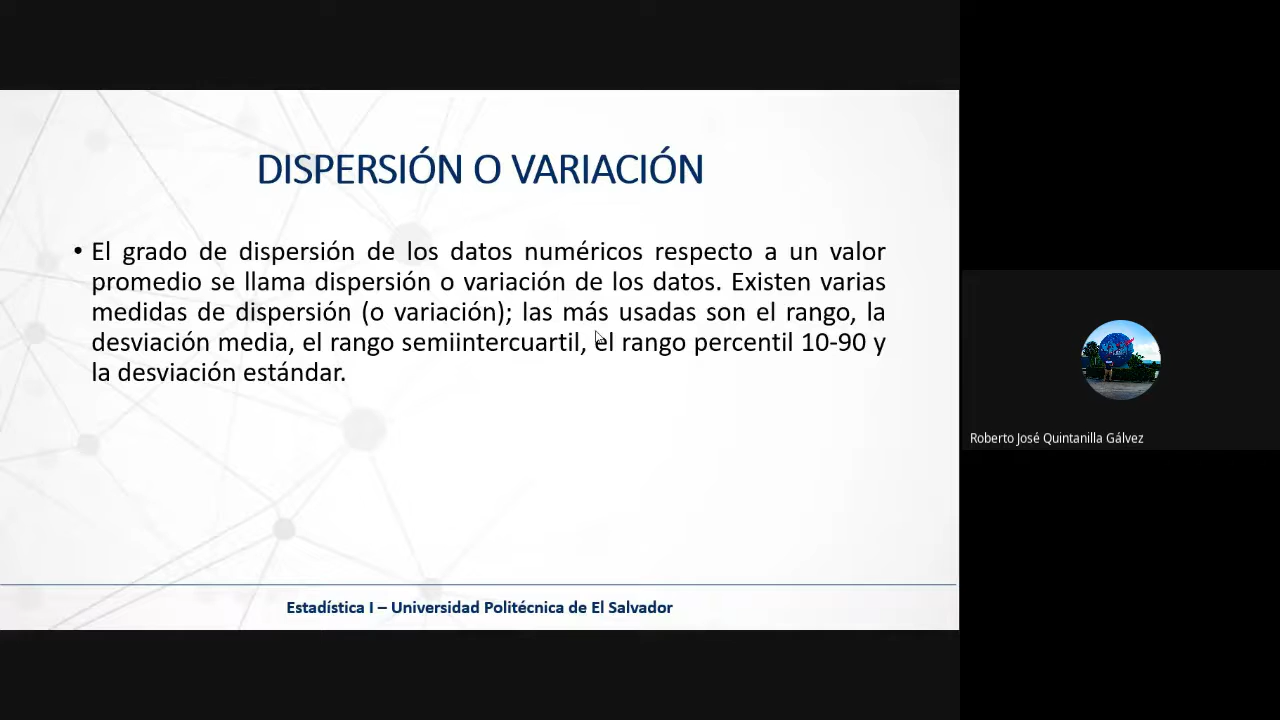 DISPERSIÓN O VARIACIÓN
• El grado de dispersión de los datos numéricos respecto a un valor
promedio se llama dispersión o variación de los datos. Existen varias
medidas de dispersión (o variación); las más usadas son el rango, la
desviación media, el rango semiintercuartil, el rango percentil 10-90 y
la desviación estándar.
Roberto José Quintanilla Gálvez
Estadística I – Universidad Politécnica de El Salvador